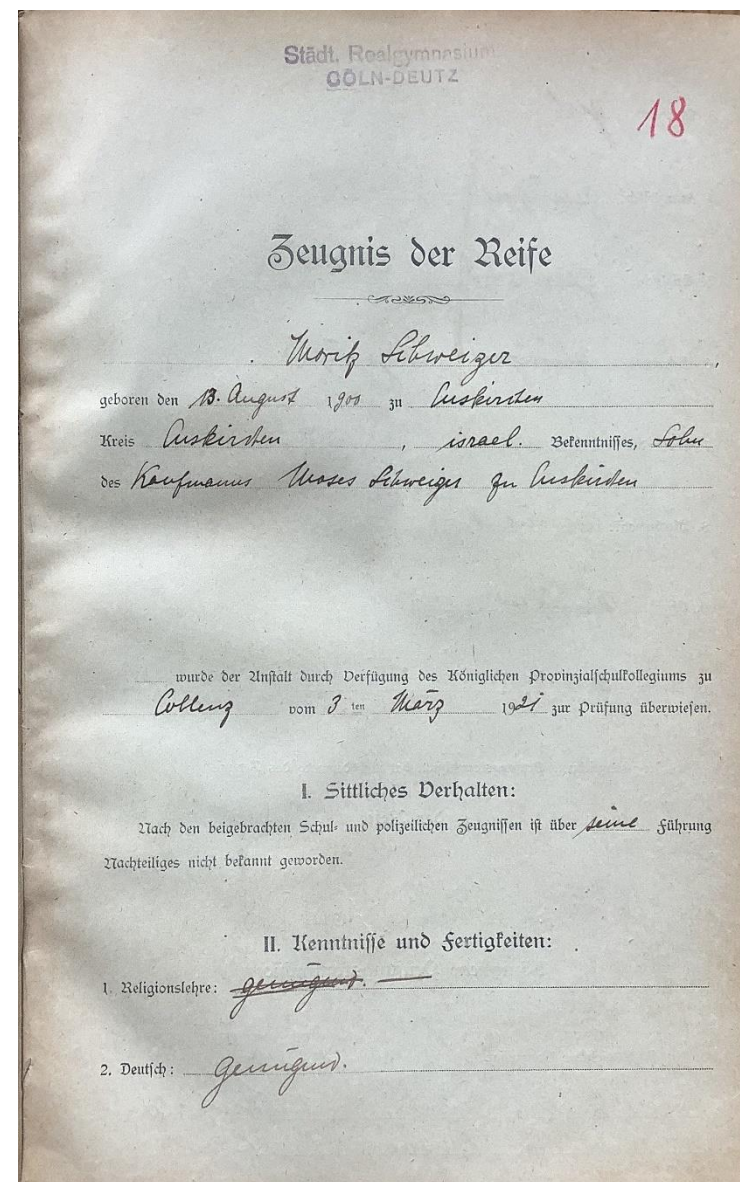 Städt. Realgymnasium
CÖLN-DEUTZ
18
Zeugnis der Reife
Moritz Schweizer
geboren den 13. August 1900 zu Euskirchen
Kreis Euskirchen, israel. Bekenntnisses, Sohn
des Kaufmanns Moses Schweizer zu Euskirchen
wurde der Anstalt durch Verfügung des Königlichen Provinzialschulkollegiums zu
Coblenz vom 3ten März 1921 zur Prüfung überwiesen.
I. Sittliches Verhalten:
Nach den beigebrachten Schul- und polizeilichen Zeugnissen ist über seine Führung
Nachteiliges nicht bekannt geworden.
II. Kenntnisse und Fertigkeiten:
1. Religionslehre: genügend. —
2. Deutsch: Genügend.